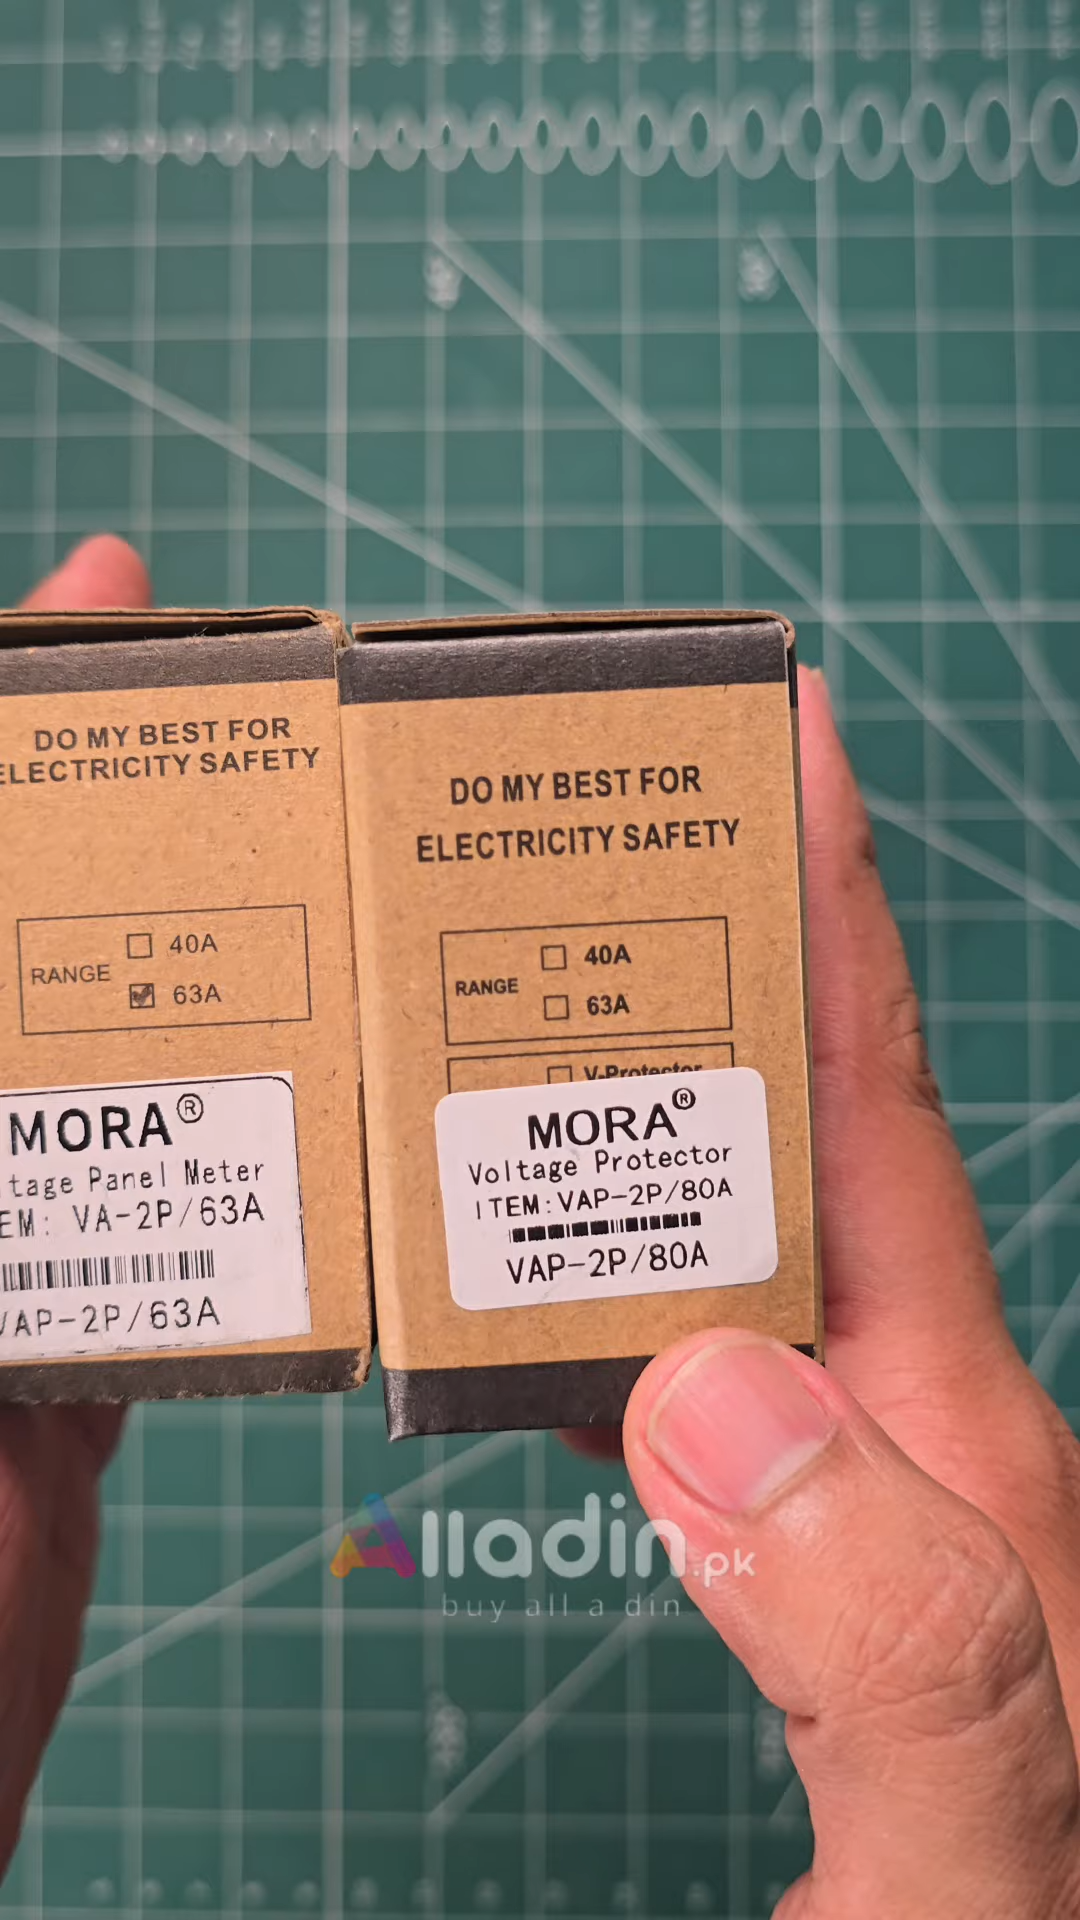 DO MY BEST FOR
ELECTRICITY SAFETY
RANGE
40A
63A
MORA®
Panel Meter
VA-2P/63A
VAP-2P/63A
DO MY BEST FOR
ELECTRICITY SAFETY
RANGE
40A
63A
V-Protector
MORA®
Voltage Protector
ITEM:VAP-2P/80A
VAP-2P/80A
Alladin.pk
buy all a din